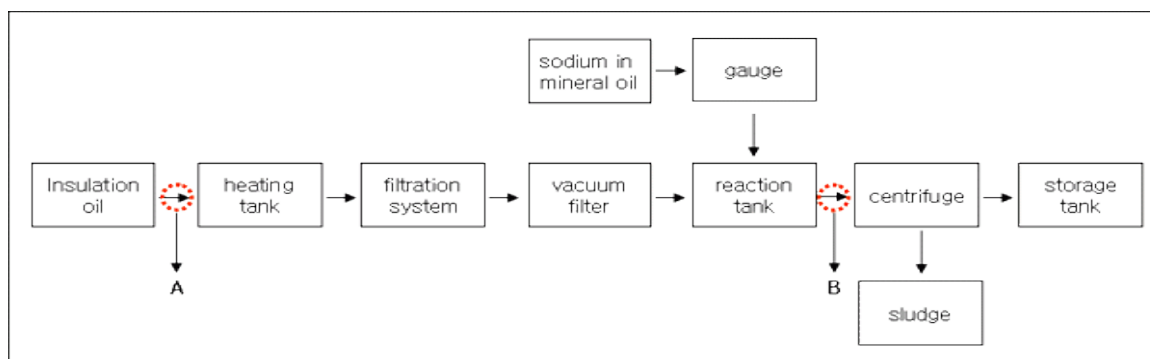 sodium in
mineral oil
gauge
Insulation
oil
heating
tank
filtration
system
vacuum
filter
reaction
tank
centrifuge
storage
tank
A
B
sludge